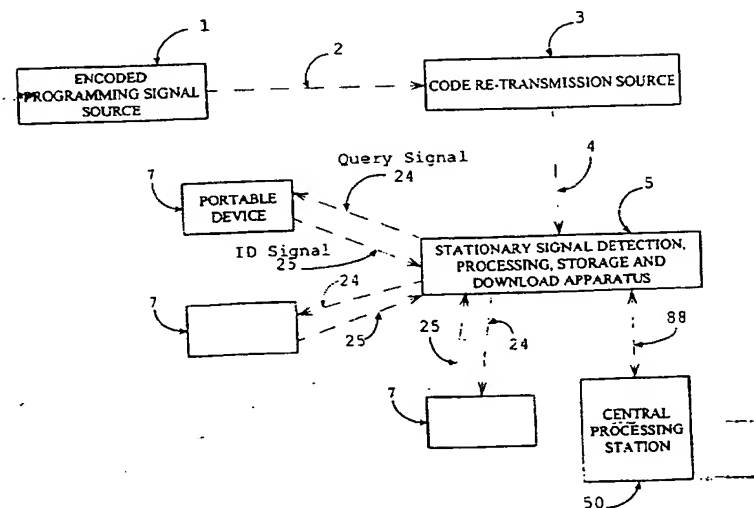 1
2
3
ENCODED
PROGRAMMING SIGNAL
SOURCE
CODE RE-TRANSMISSION SOURCE
4
Query Signal
24
7
PORTABLE
DEVICE
5
ID Signal
25
STATIONARY SIGNAL DETECTION,
PROCESSING, STORAGE AND
DOWNLOAD APPARATUS
7
24
25
25
24
88
7
CENTRAL
PROCESSING
STATION
50